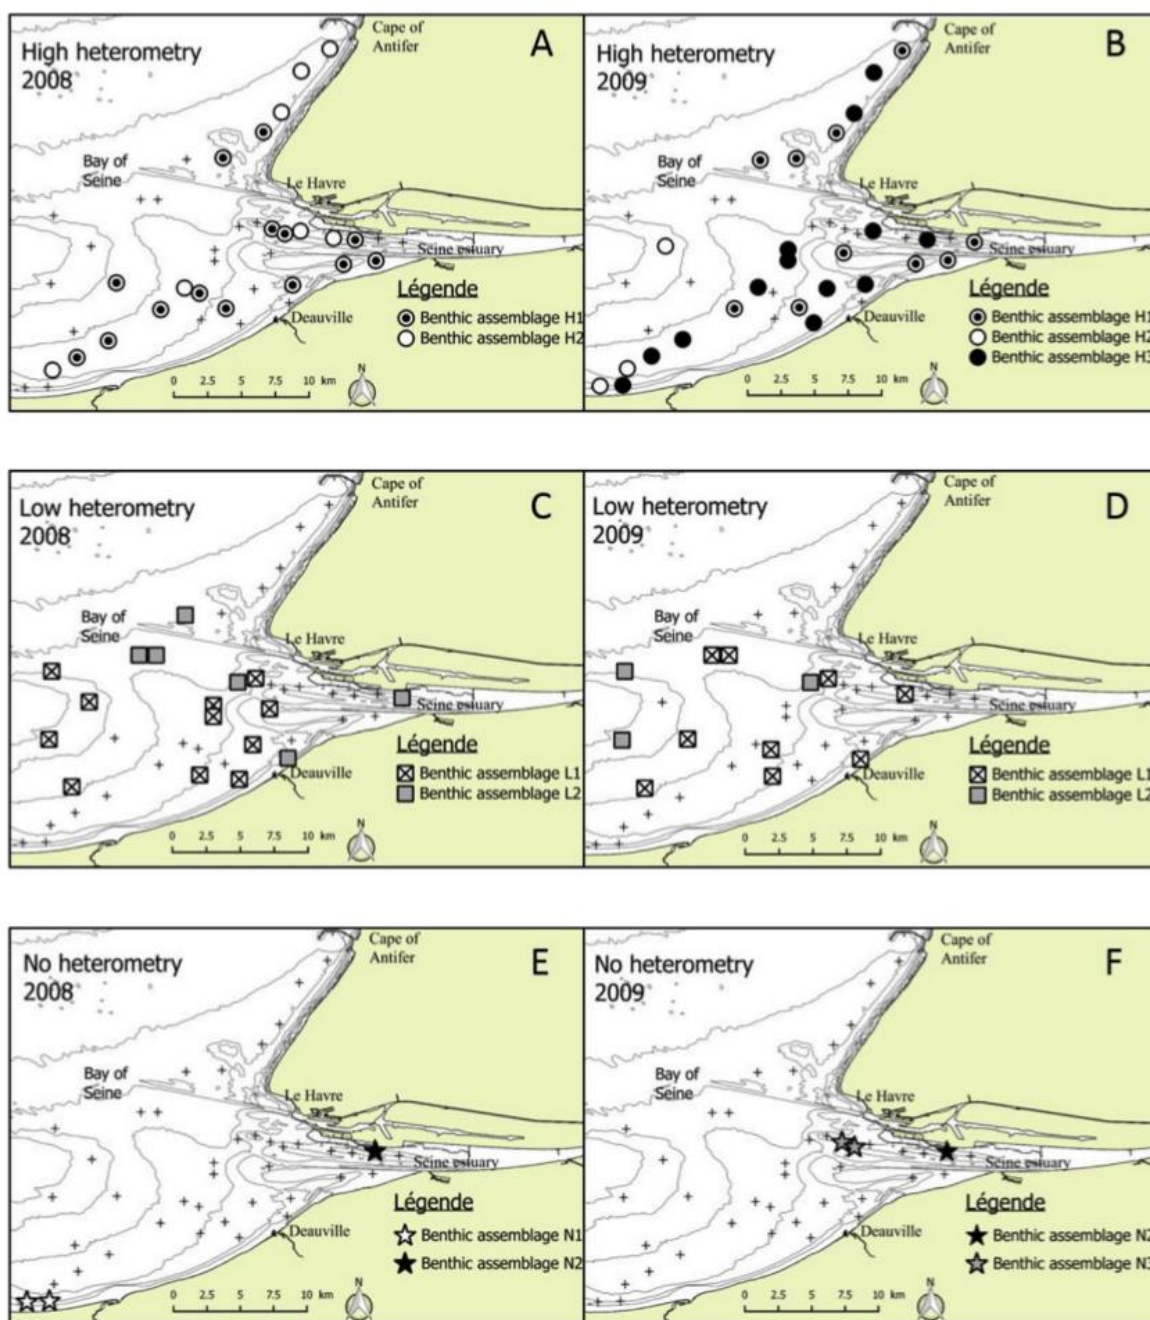 High heterometry
2008
A
Cape of
Antifer
Bay of
Seine
Le Havre
Seine estuary
Légende
Benthic assemblage H1
Benthic assemblage H2
Deauville
0 2.5 5 7.5 10 km
N
High heterometry
2009
B
Cape of
Antifer
Bay of
Seine
Le Havre
Seine estuary
Légende
Benthic assemblage H1
Benthic assemblage H2
Benthic assemblage H3
Deauville
0 2.5 5 7.5 10 km
N
Low heterometry
2008
C
Cape of
Antifer
Bay of
Seine
Le Havre
Seine estuary
Légende
Benthic assemblage L1
Benthic assemblage L2
Deauville
0 2.5 5 7.5 10 km
N
Low heterometry
2009
D
Cape of
Antifer
Bay of
Seine
Le Havre
Seine estuary
Légende
Benthic assemblage L1
Benthic assemblage L2
Deauville
0 2.5 5 7.5 10 km
N
No heterometry
2008
E
Cape of
Antifer
Bay of
Seine
Le Havre
Seine estuary
Légende
Benthic assemblage N1
Benthic assemblage N2
Deauville
0 2.5 5 7.5 10 km
N
No heterometry
2009
F
Cape of
Antifer
Bay of
Seine
Le Havre
Seine estuary
Légende
Benthic assemblage N2
Benthic assemblage N3
Deauville
0 2.5 5 7.5 10 km
N